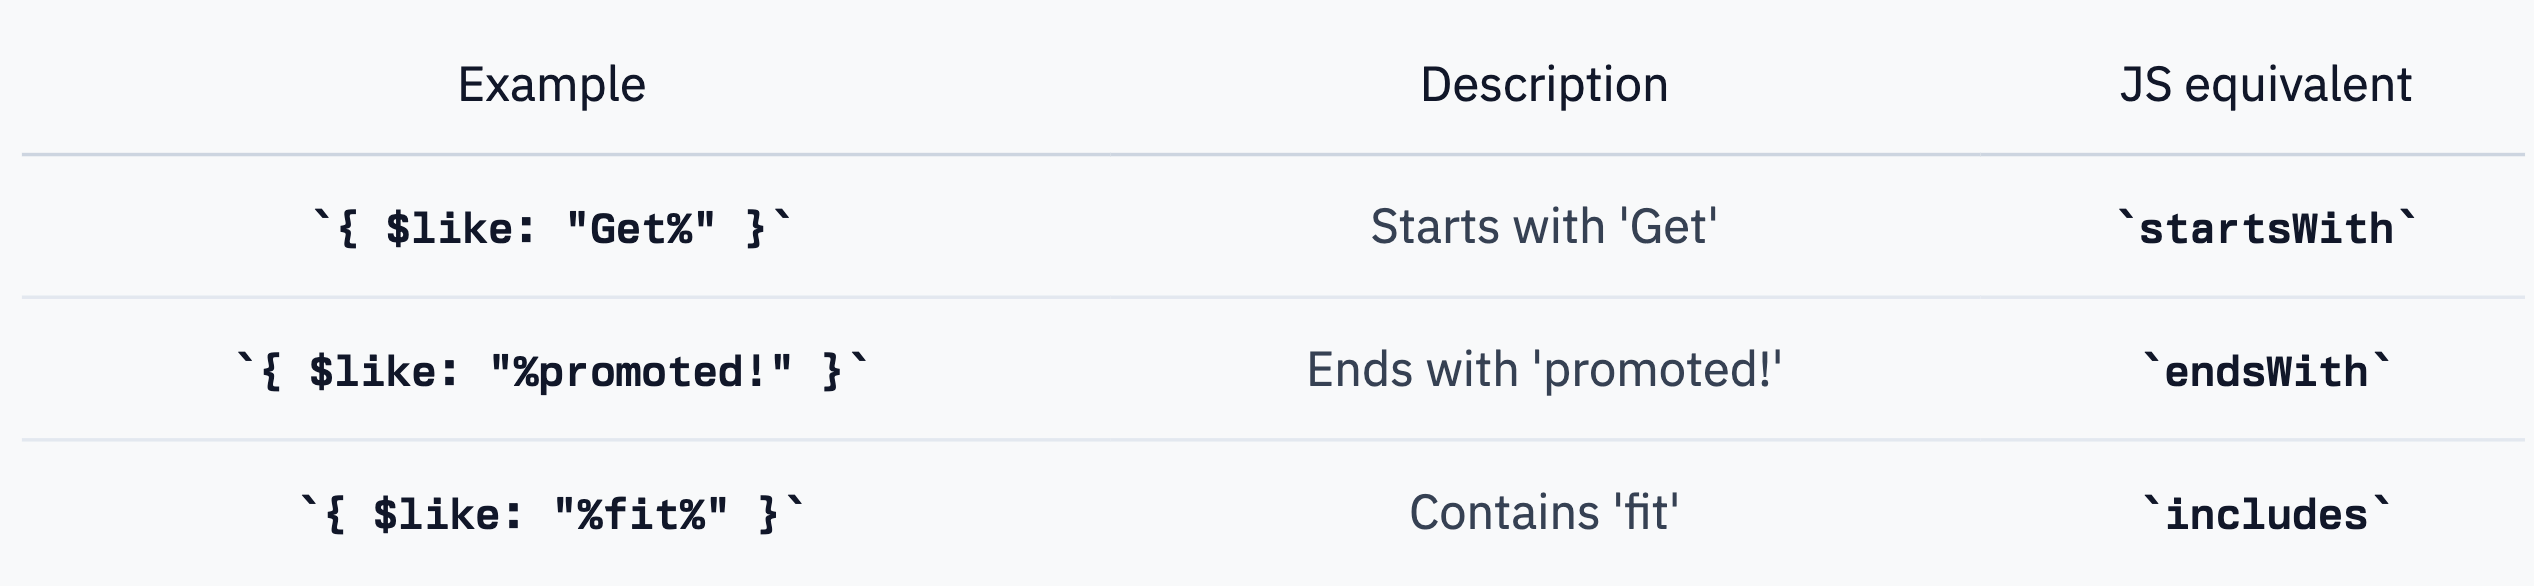 Example Description JS equivalent
`{ $like: "Get%" }` Starts with 'Get' `startsWith`
`{ $like: "%promoted!" }` Ends with 'promoted!' `endsWith`
`{ $like: "%fit%" }` Contains 'fit' `includes`